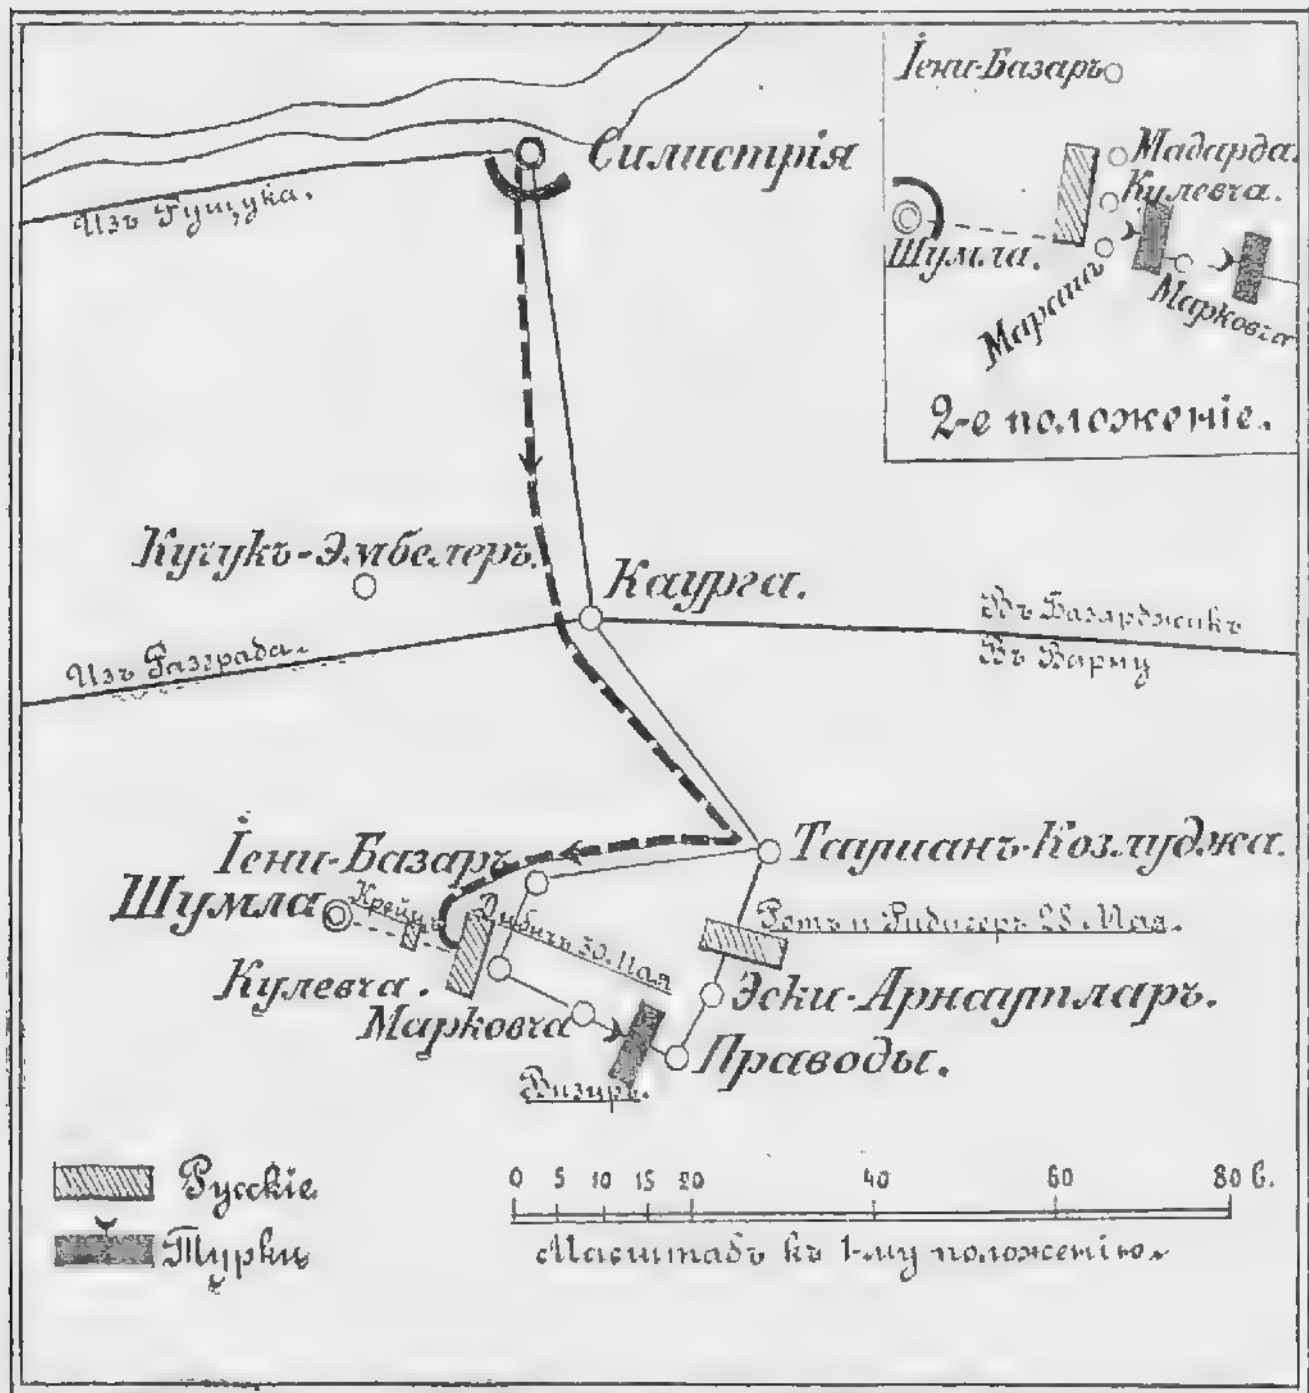 Іени-Базаръ
Силистрія
Мадарда.
Кулевча.
Изъ Рущука.
Шумла.
Марашъ
Марковча
2-е положеніе.
Кучукъ-Эмбелеръ.
Каурга.
Въ Базарджикъ
Въ Варну
Изъ Разграда.
Іени-Базаръ
Таушанъ-Козлуджа.
Шумла
Крейцъ
Дибичъ 30 Мая
Ротъ и Ридигеръ 28 Мая.
Кулевча.
Эски-Арнаутларъ.
Марковча
Праводы.
Визирь.
Русскіе
Турки
0 5 10 15 20 40 60 80 в.
Масштабъ къ 1-му положенію.